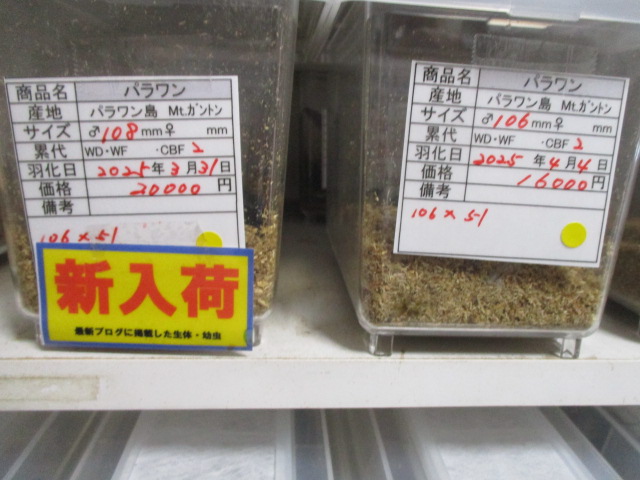 商品名 パラワン
産地 パラワン島 Mt.ガントン
サイズ ♂108mm♀ mm
累代 WD・WF ・CBF 2
羽化日 2025年3月31日
価格 20000円
備考
106×51
新入荷
最新ブログに掲載した生体・幼虫
商品名 パラワン
産地 パラワン島 Mt.ガントン
サイズ ♂106mm♀ mm
累代 WD・WF ・CBF 2
羽化日 2025年4月4日
価格 16000円
備考
106×51